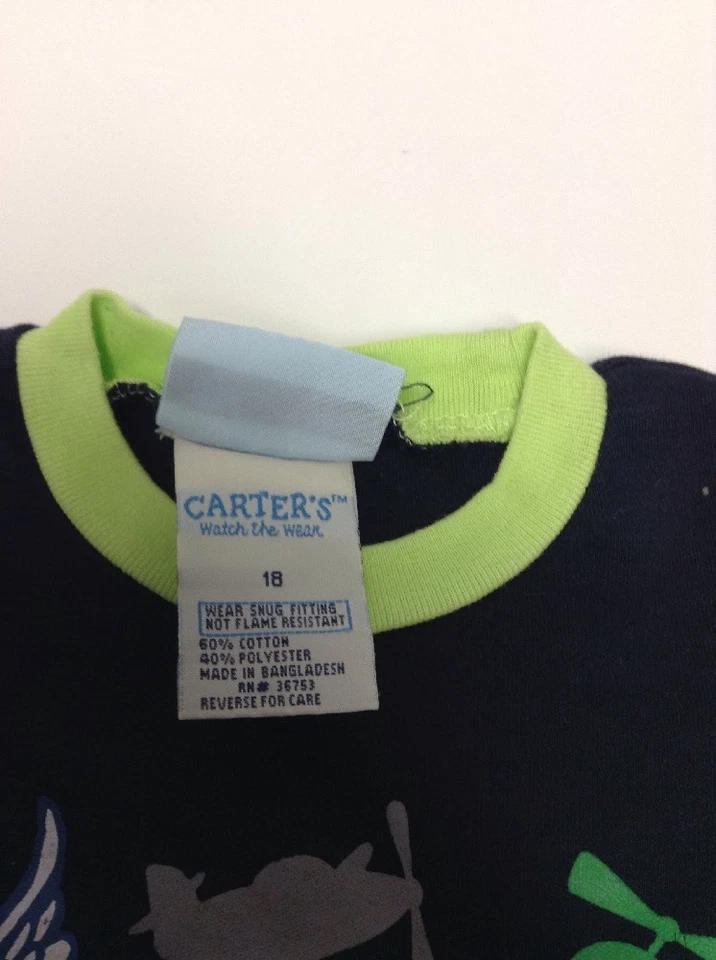 CARTER'S™
Watch the Wear
18
WEAR SNUG FITTING
NOT FLAME RESISTANT
60% COTTON
40% POLYESTER
MADE IN BANGLADESH
RN# 36753
REVERSE FOR CARE